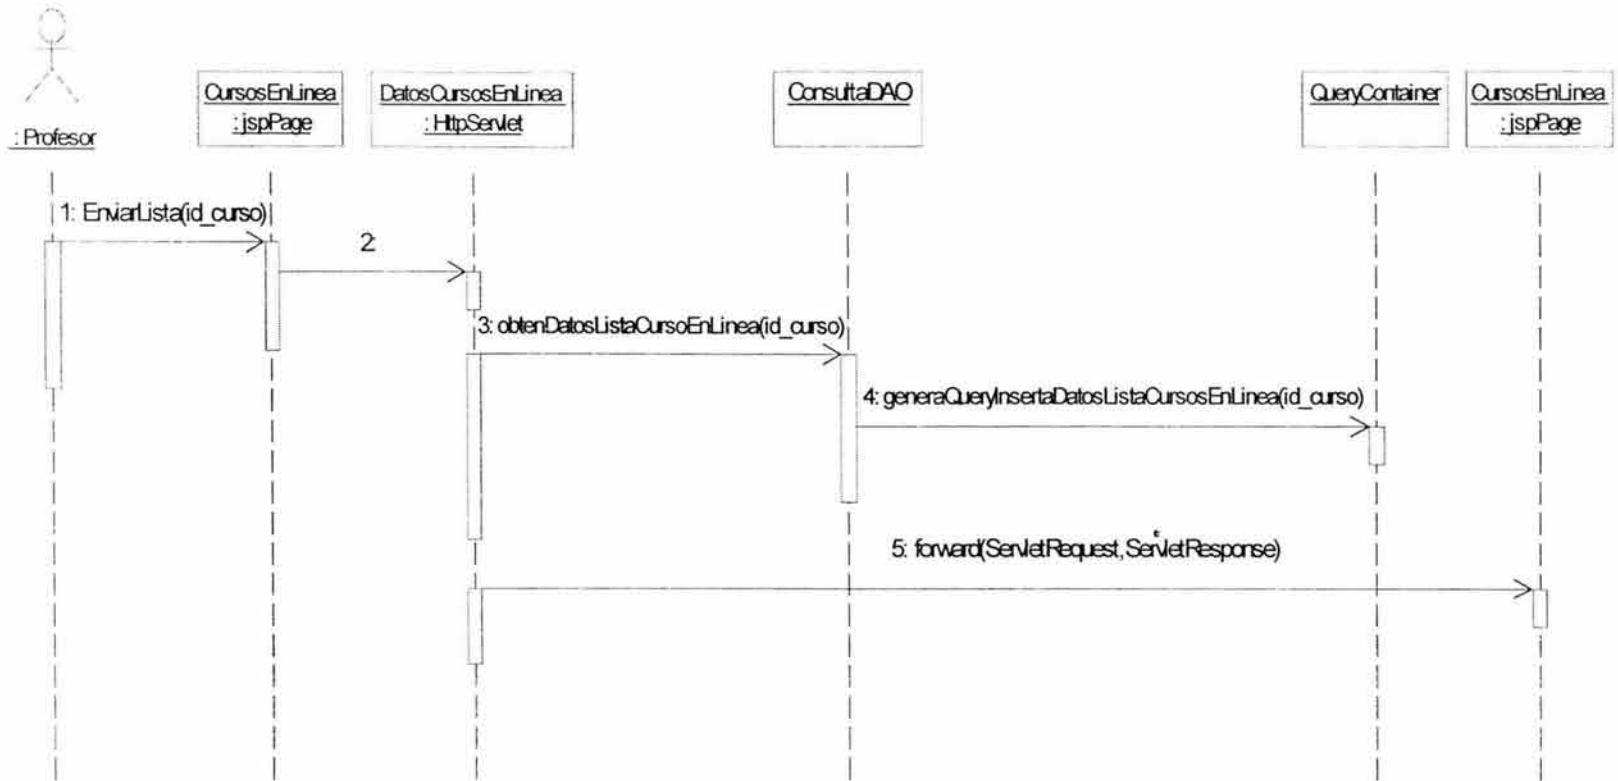 : Profesor
CursosEnLinea
: jspPage
DatosCursosEnLinea
: HttpServlet
ConsultaDAO
QueryContainer
CursosEnLinea
: jspPage
1: EnviarLista(id_curso)
2:
3: obtenDatosListaCursoEnLinea(id_curso)
4: generaQueryInsertaDatosListaCursosEnLinea(id_curso)
5: forward(ServletRequest,ServletResponse)